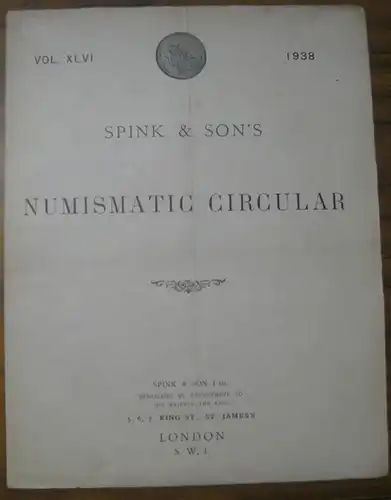 VOL. XLVI 1938
SPINK & SON'S
NUMISMATIC CIRCULAR
SPINK & SON LTD.
5, 6, 7 KING ST., ST. JAMES'S
LONDON
S. W. 1.